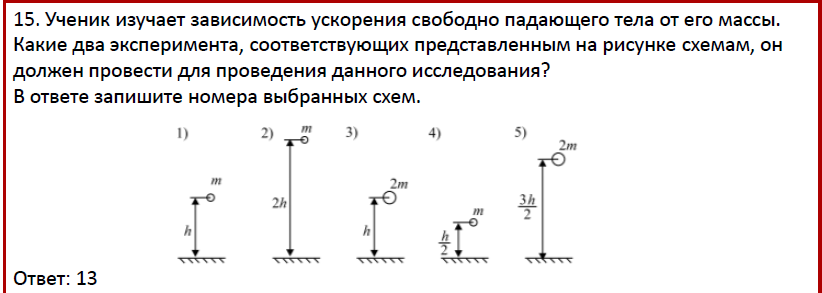 15. Ученик изучает зависимость ускорения свободно падающего тела от его массы.
Какие два эксперимента, соответствующих представленным на рисунке схемам, он
должен провести для проведения данного исследования?
В ответе запишите номера выбранных схем.
1) m h
2) m 2h
3) 2m h
4) m h/2
5) 2m 3h/2
Ответ: 13